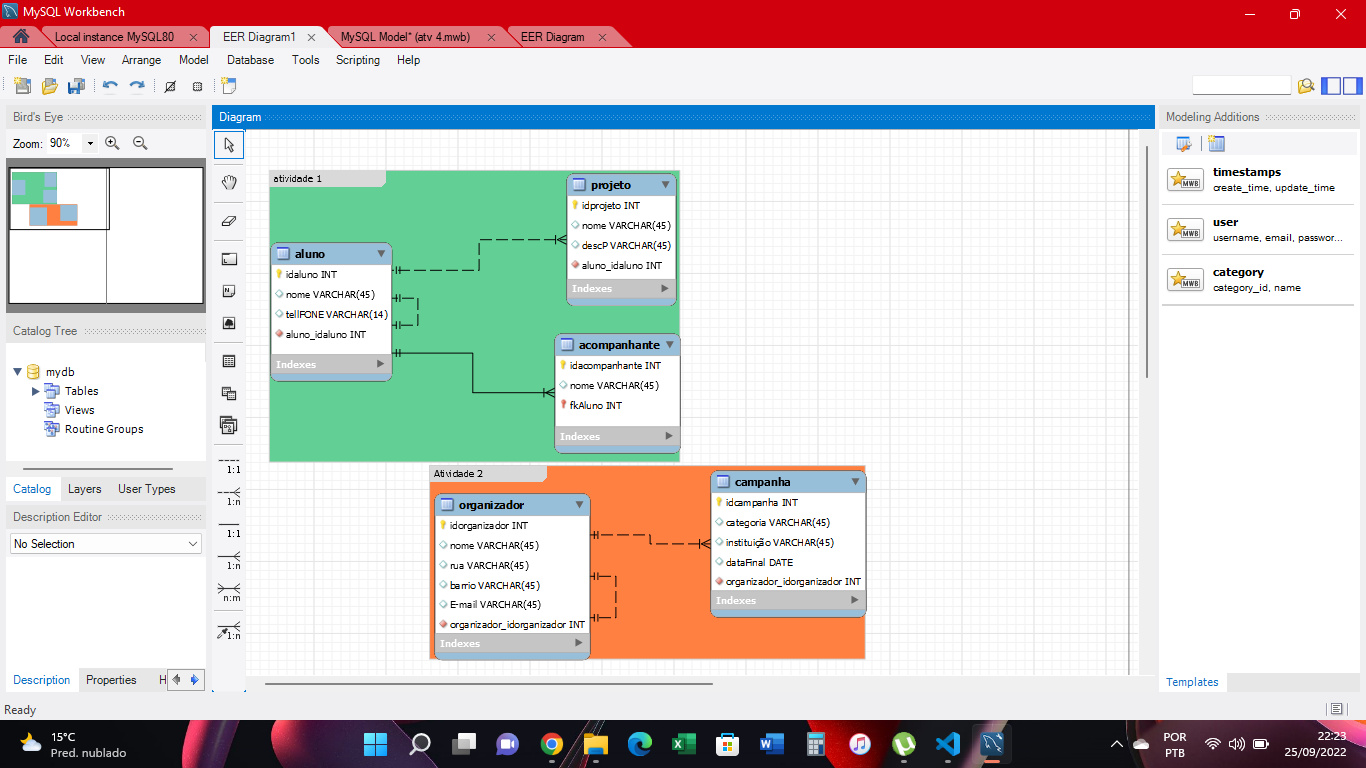 MySQL Workbench
Local instance MySQL80
EER Diagram1
MySQL Model* (atv 4.mwb)
EER Diagram
File Edit View Arrange Model Database Tools Scripting Help
Bird's Eye
Zoom: 90%
Catalog Tree
mydb
Tables
Views
Routine Groups
Catalog Layers User Types
Description Editor
No Selection
Description Properties H
Ready
Diagram
1:1
1:n
1:1
1:n
n:m
1:n
atividade 1
aluno
idaluno INT
nome VARCHAR(45)
tellFONE VARCHAR(14)
aluno_idaluno INT
Indexes
projeto
idprojeto INT
nome VARCHAR(45)
descP VARCHAR(45)
aluno_idaluno INT
Indexes
acompanhante
idacompanhante INT
nome VARCHAR(45)
fkAluno INT
Indexes
Atividade 2
organizador
idorganizador INT
nome VARCHAR(45)
rua VARCHAR(45)
barrio VARCHAR(45)
E-mail VARCHAR(45)
organizador_idorganizador INT
Indexes
campanha
idcampanha INT
categoria VARCHAR(45)
instituição VARCHAR(45)
dataFinal DATE
organizador_idorganizador INT
Indexes
Modeling Additions
MWB
timestamps
create_time, update_time
MWB
user
username, email, passwor...
MWB
category
category_id, name
Templates
15°C
Pred. nublado
POR
PTB
22:23
25/09/2022